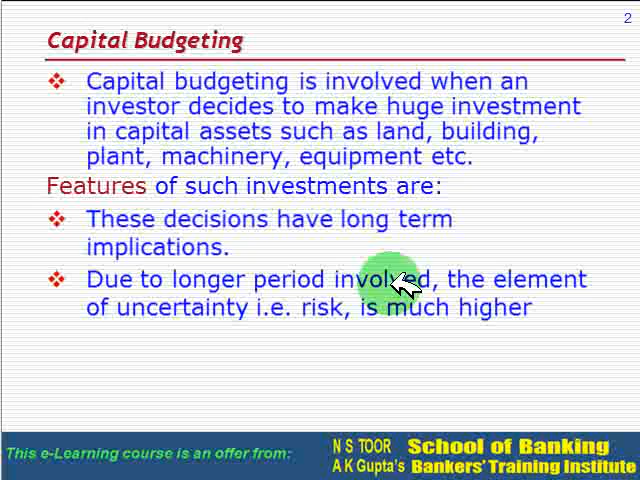 2
Capital Budgeting
❖ Capital budgeting is involved when an
investor decides to make huge investment
in capital assets such as land, building,
plant, machinery, equipment etc.
Features of such investments are:
❖ These decisions have long term
implications.
❖ Due to longer period involved, the element
of uncertainty i.e. risk, is much higher
This e-Learning course is an offer from:
N S TOOR School of Banking
A K Gupta's Bankers' Training Institute